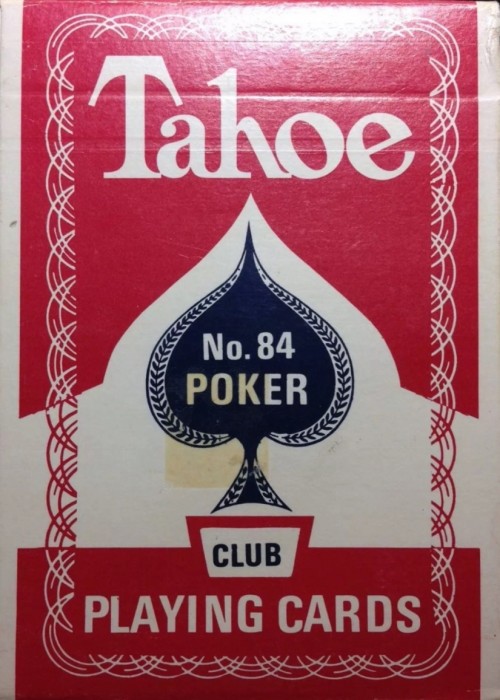 Tahoe
No. 84
POKER
CLUB
PLAYING CARDS